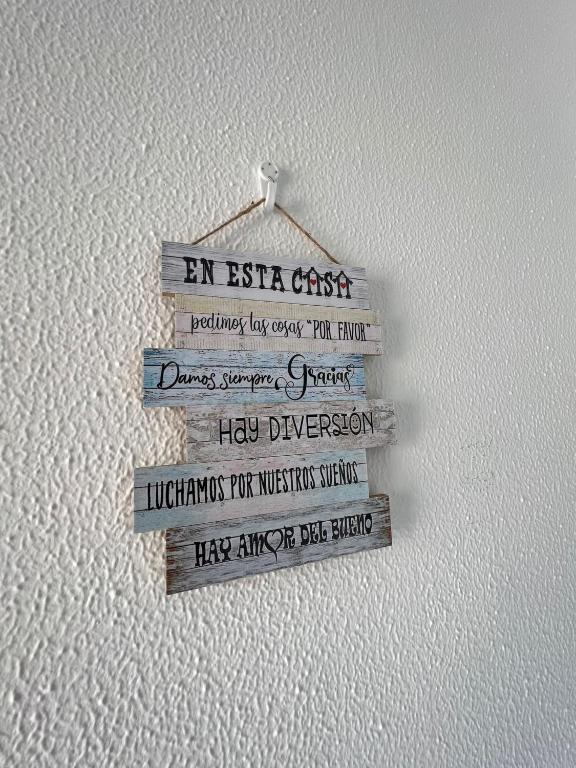 EN ESTA CASA
pedimos las cosas "POR FAVOR"
Damos siempre Gracias
HaY DIVERSIÓN
LUCHAMOS POR NUESTROS SUEÑOS
HAY AMOR DEL BUENO